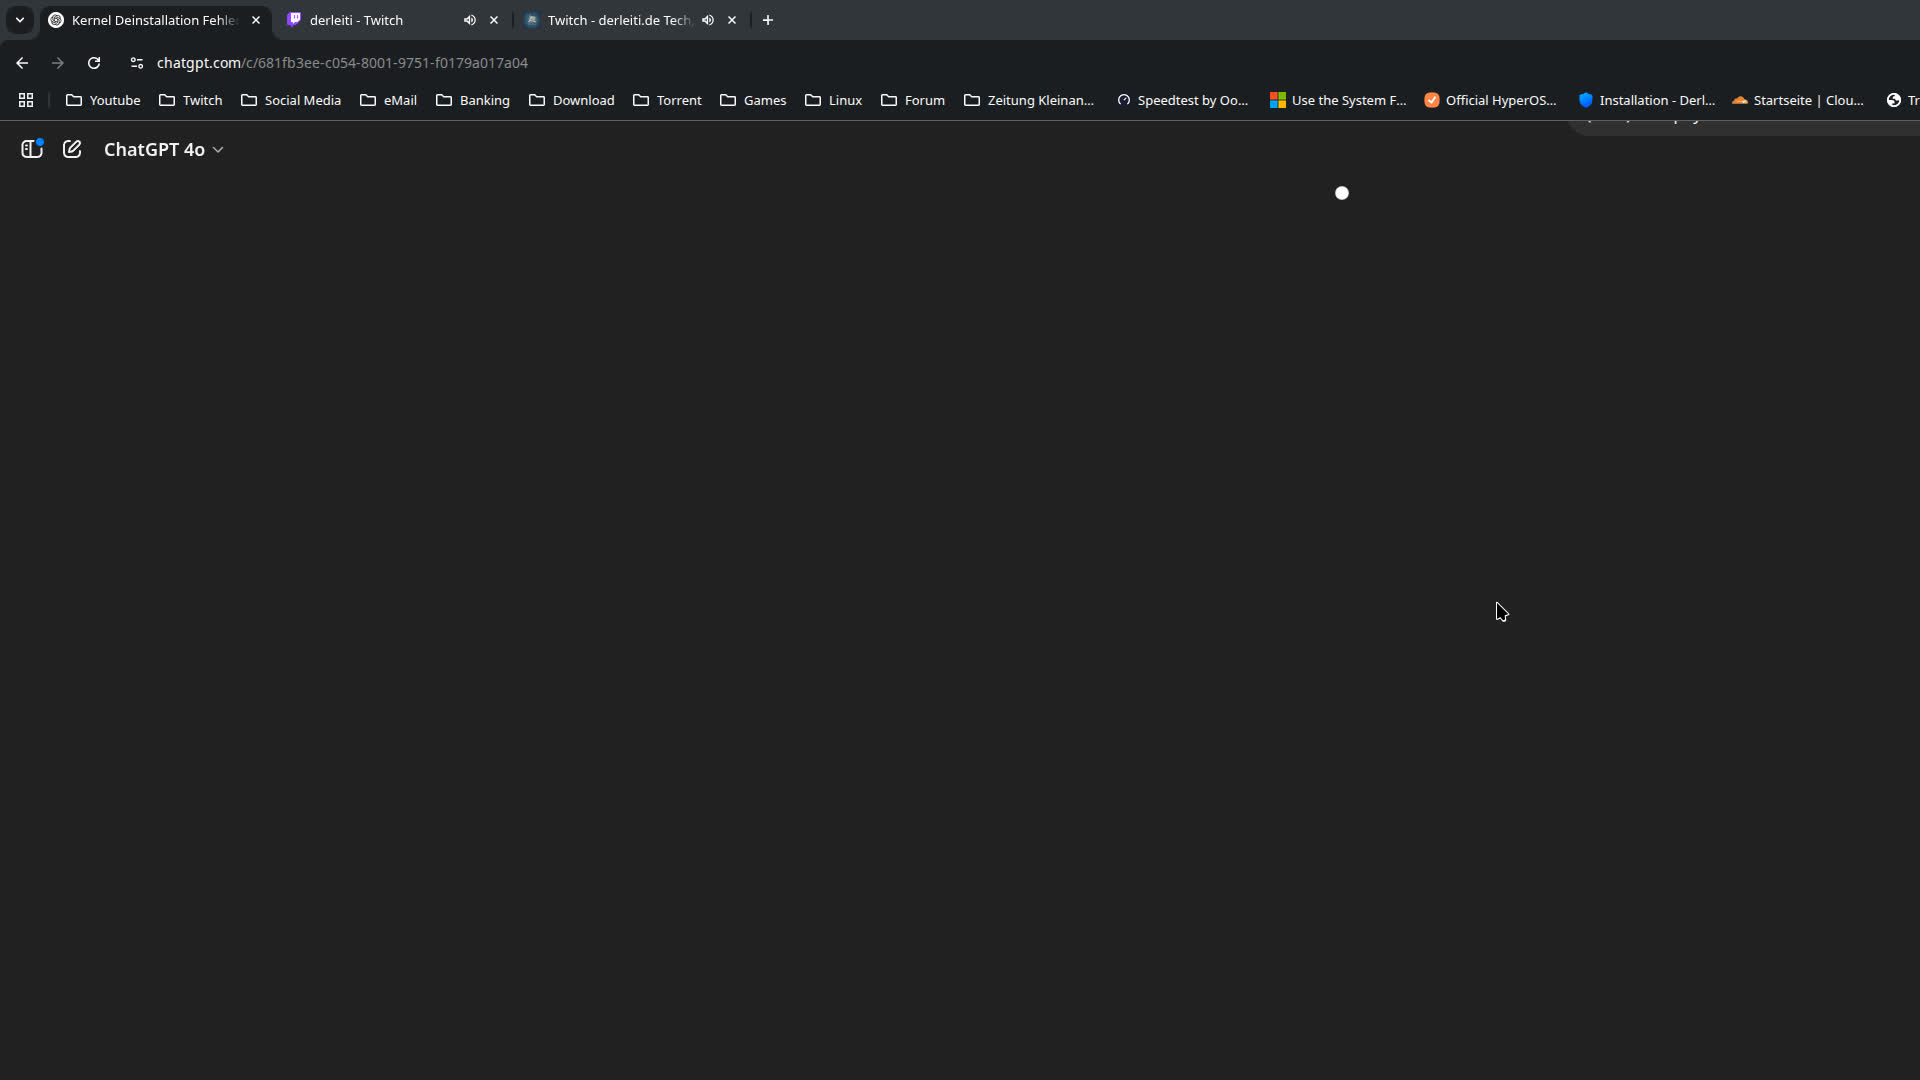 Kernel Deinstallation Fehle
derleiti - Twitch
Twitch - derleiti.de Tech
chatgpt.com/c/681fb3ee-c054-8001-9751-f0179a017a04
Youtube
Twitch
Social Media
eMail
Banking
Download
Torrent
Games
Linux
Forum
Zeitung Kleinan...
Speedtest by Oo...
Use the System F...
Official HyperOS...
Installation - Derl...
Startseite | Clou...
Tr
ChatGPT 4o